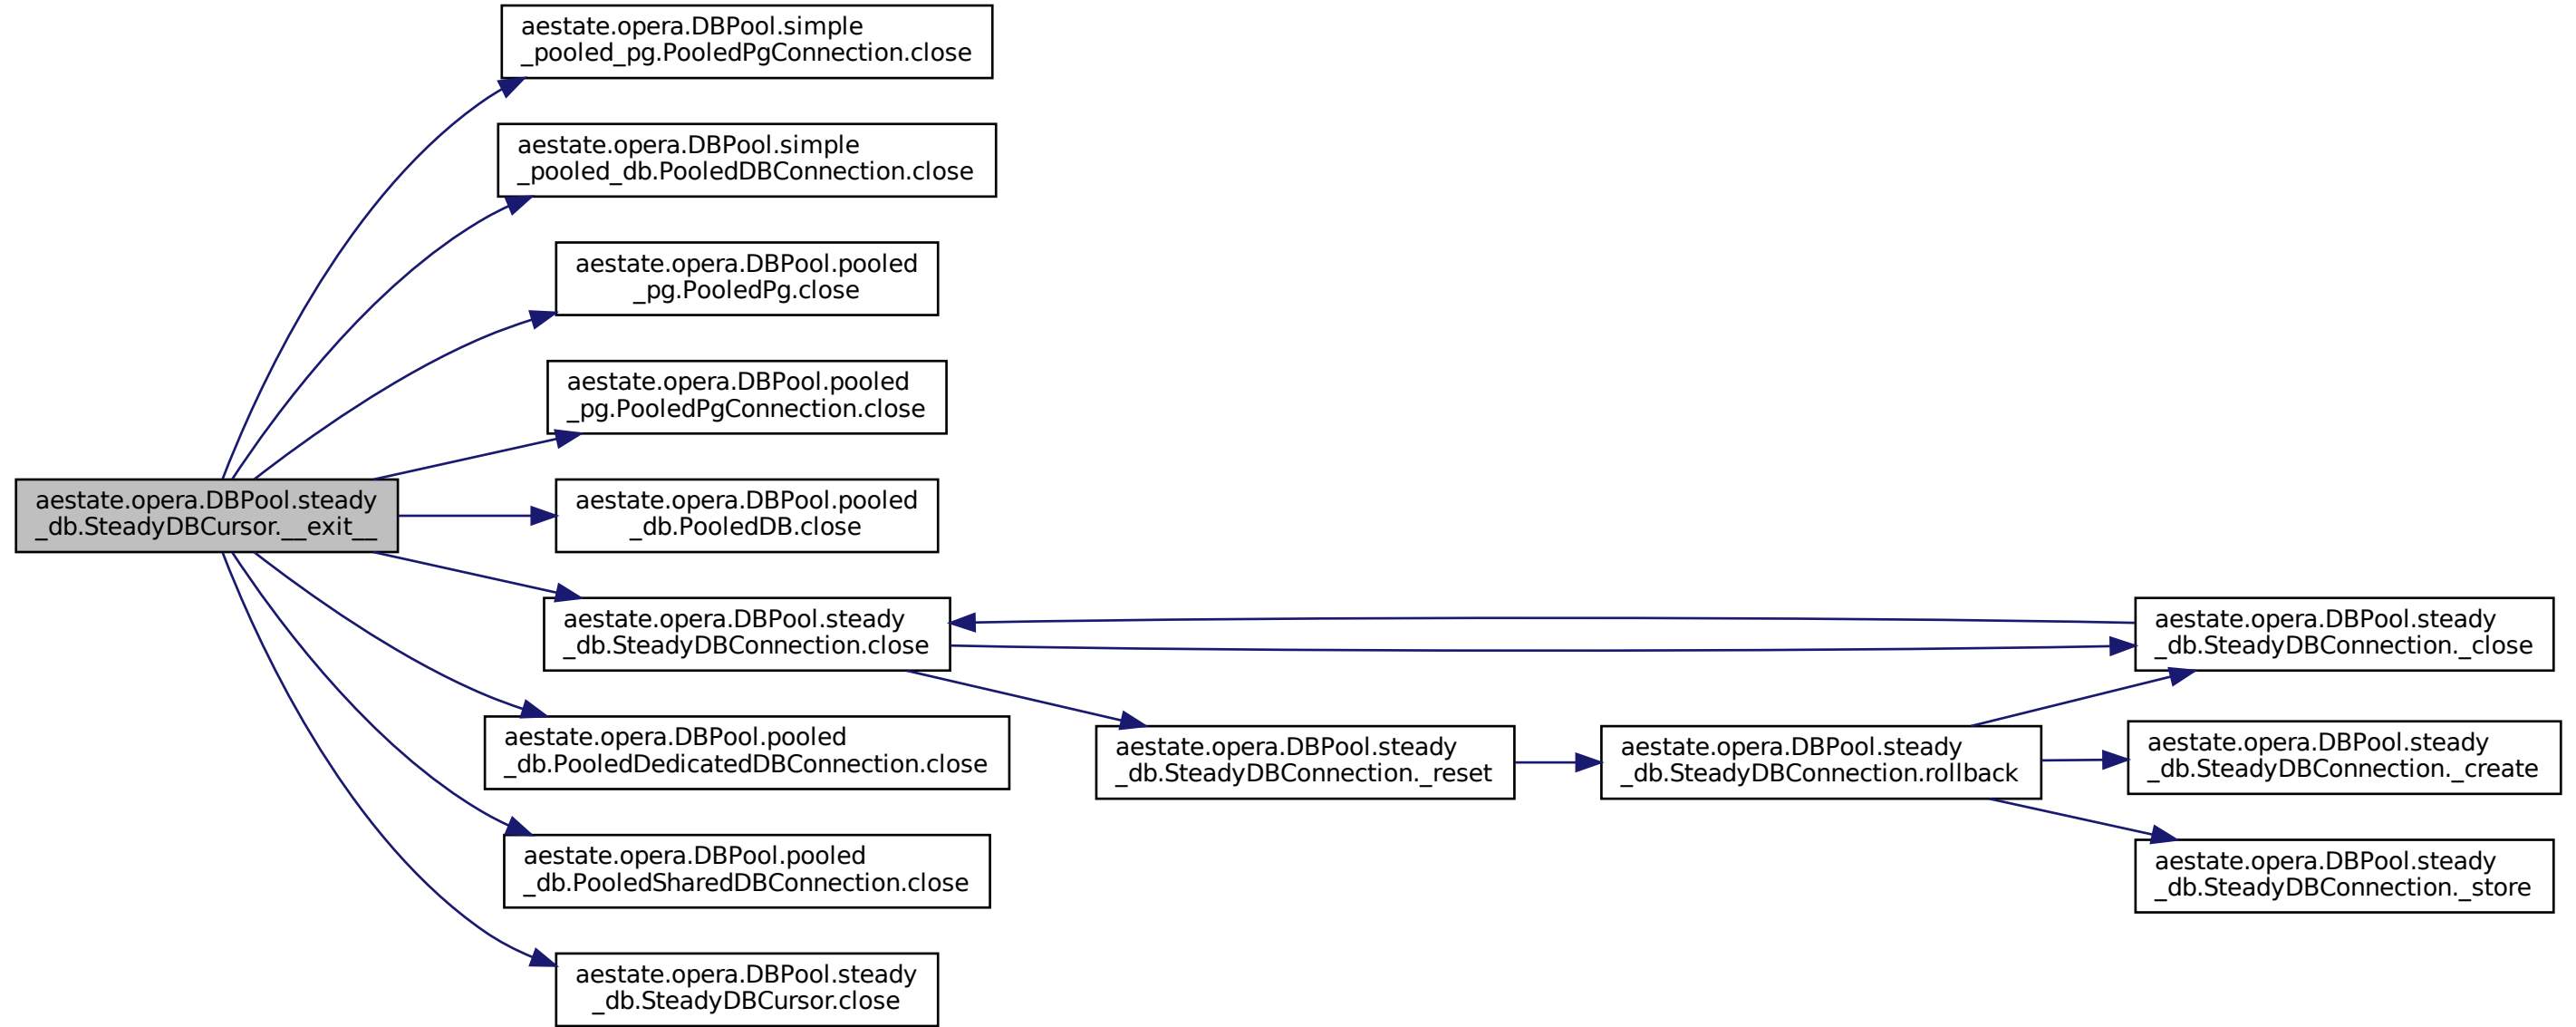 aestate.opera.DBPool.simple
_pooled_pg.PooledPgConnection.close
aestate.opera.DBPool.simple
_pooled_db.PooledDBConnection.close
aestate.opera.DBPool.pooled
_pg.PooledPg.close
aestate.opera.DBPool.pooled
_pg.PooledPgConnection.close
aestate.opera.DBPool.steady
_db.SteadyDBCursor.__exit__
aestate.opera.DBPool.pooled
_db.PooledDB.close
aestate.opera.DBPool.steady
_db.SteadyDBConnection.close
aestate.opera.DBPool.steady
_db.SteadyDBConnection._close
aestate.opera.DBPool.pooled
_db.PooledDedicatedDBConnection.close
aestate.opera.DBPool.steady
_db.SteadyDBConnection._reset
aestate.opera.DBPool.steady
_db.SteadyDBConnection.rollback
aestate.opera.DBPool.steady
_db.SteadyDBConnection._create
aestate.opera.DBPool.pooled
_db.PooledSharedDBConnection.close
aestate.opera.DBPool.steady
_db.SteadyDBConnection._store
aestate.opera.DBPool.steady
_db.SteadyDBCursor.close